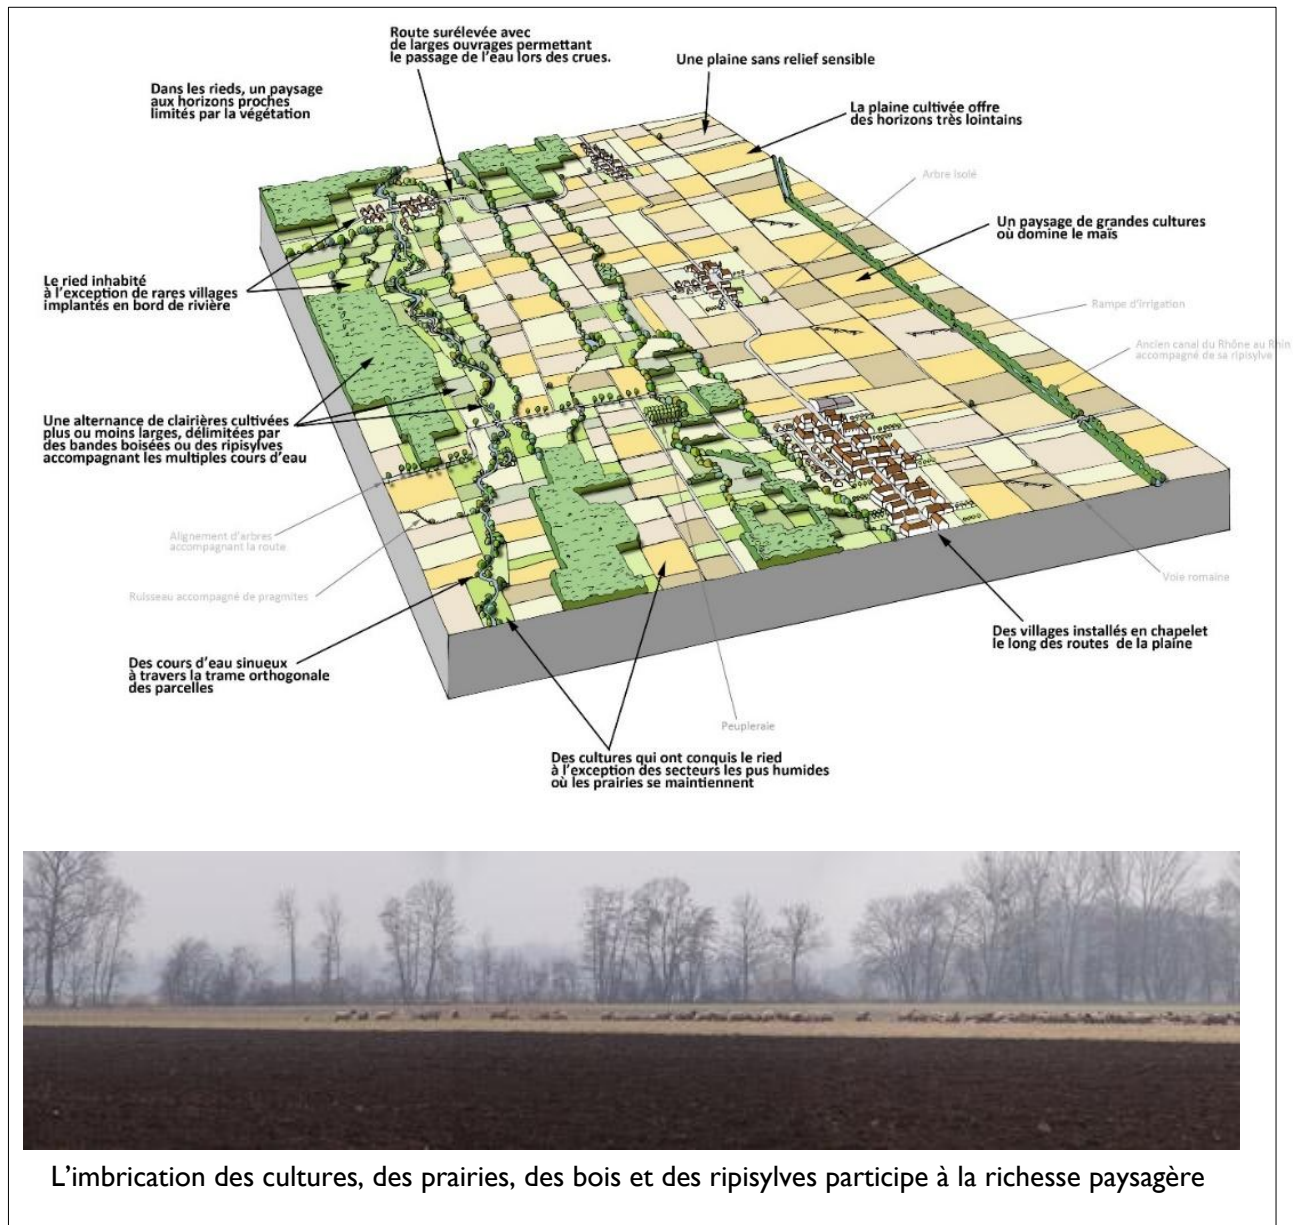 Route surélevée avec
de larges ouvrages permettant
le passage de l'eau lors des crues.
Une plaine sans relief sensible
Dans les rieds, un paysage
aux horizons proches
limités par la végétation
La plaine cultivée offre
des horizons très lointains
Arbre isolé
Un paysage de grandes cultures
où domine le maïs
Le ried inhabité
à l'exception de rares villages
implantés en bord de rivière
Rampe d'irrigation
Ancien canal du Rhône au Rhin
accompagné de sa ripisylve
Une alternance de clairières cultivées
plus ou moins larges, délimitées par
des bandes boisées ou des ripisylves
accompagnant les multiples cours d'eau
Alignement d'arbres
accompagnant la route
Ruisseau accompagné de pragmites
Voie romaine
Des villages installés en chapelet
le long des routes de la plaine
Des cours d'eau sinueux
à travers la trame orthogonale
des parcelles
Peupleraie
Des cultures qui ont conquis le ried
à l'exception des secteurs les pus humides
où les prairies se maintiennent
L'imbrication des cultures, des prairies, des bois et des ripisylves participe à la richesse paysagère